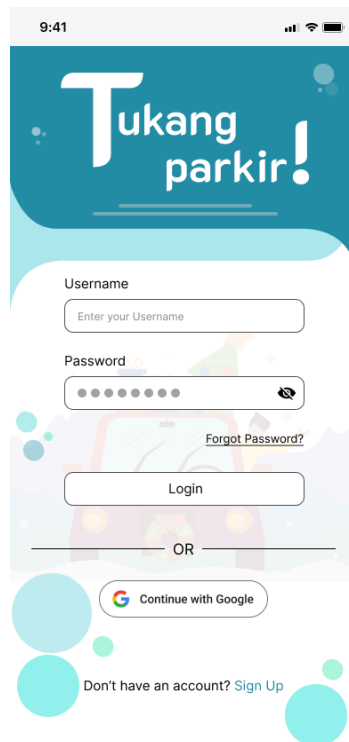 9:41
Tukang
parkir!
Username
Enter your Username
Password
Forgot Password?
Login
OR
Continue with Google
Don't have an account? Sign Up